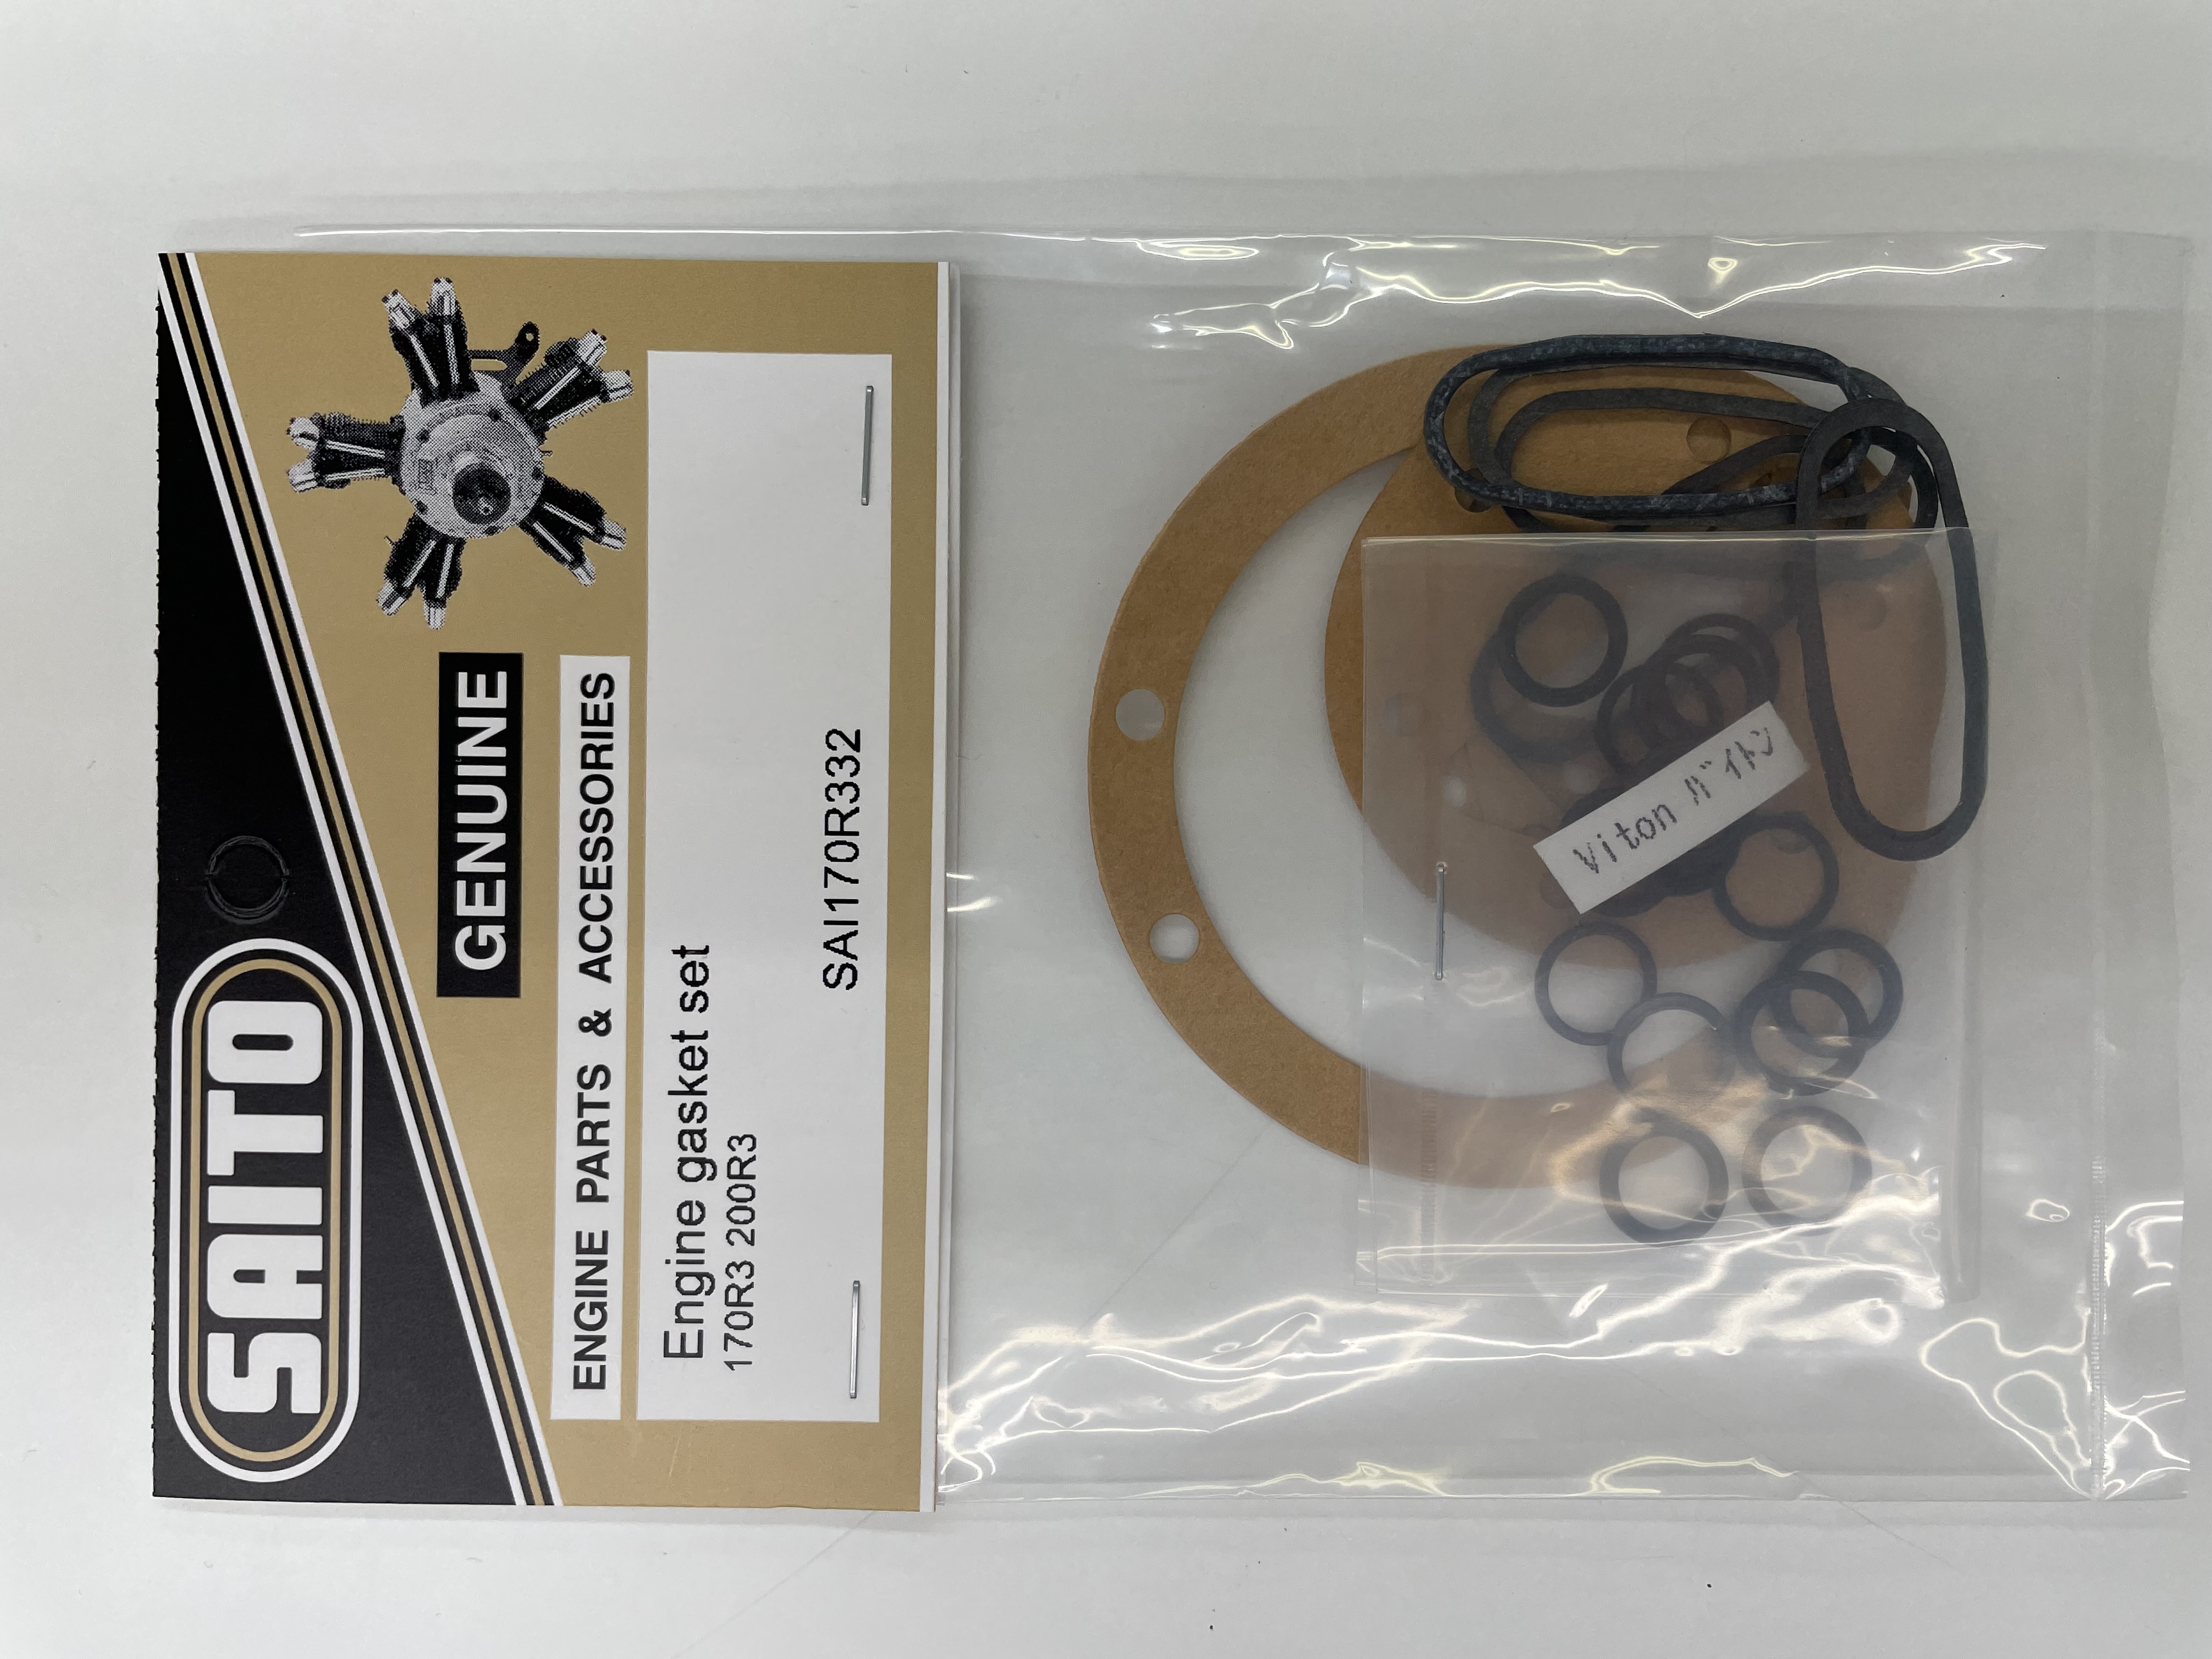 SAITO
GENUINE
ENGINE PARTS & ACCESSORIES
Engine gasket set
170R3 200R3
SAI170R332
Viton バイトン